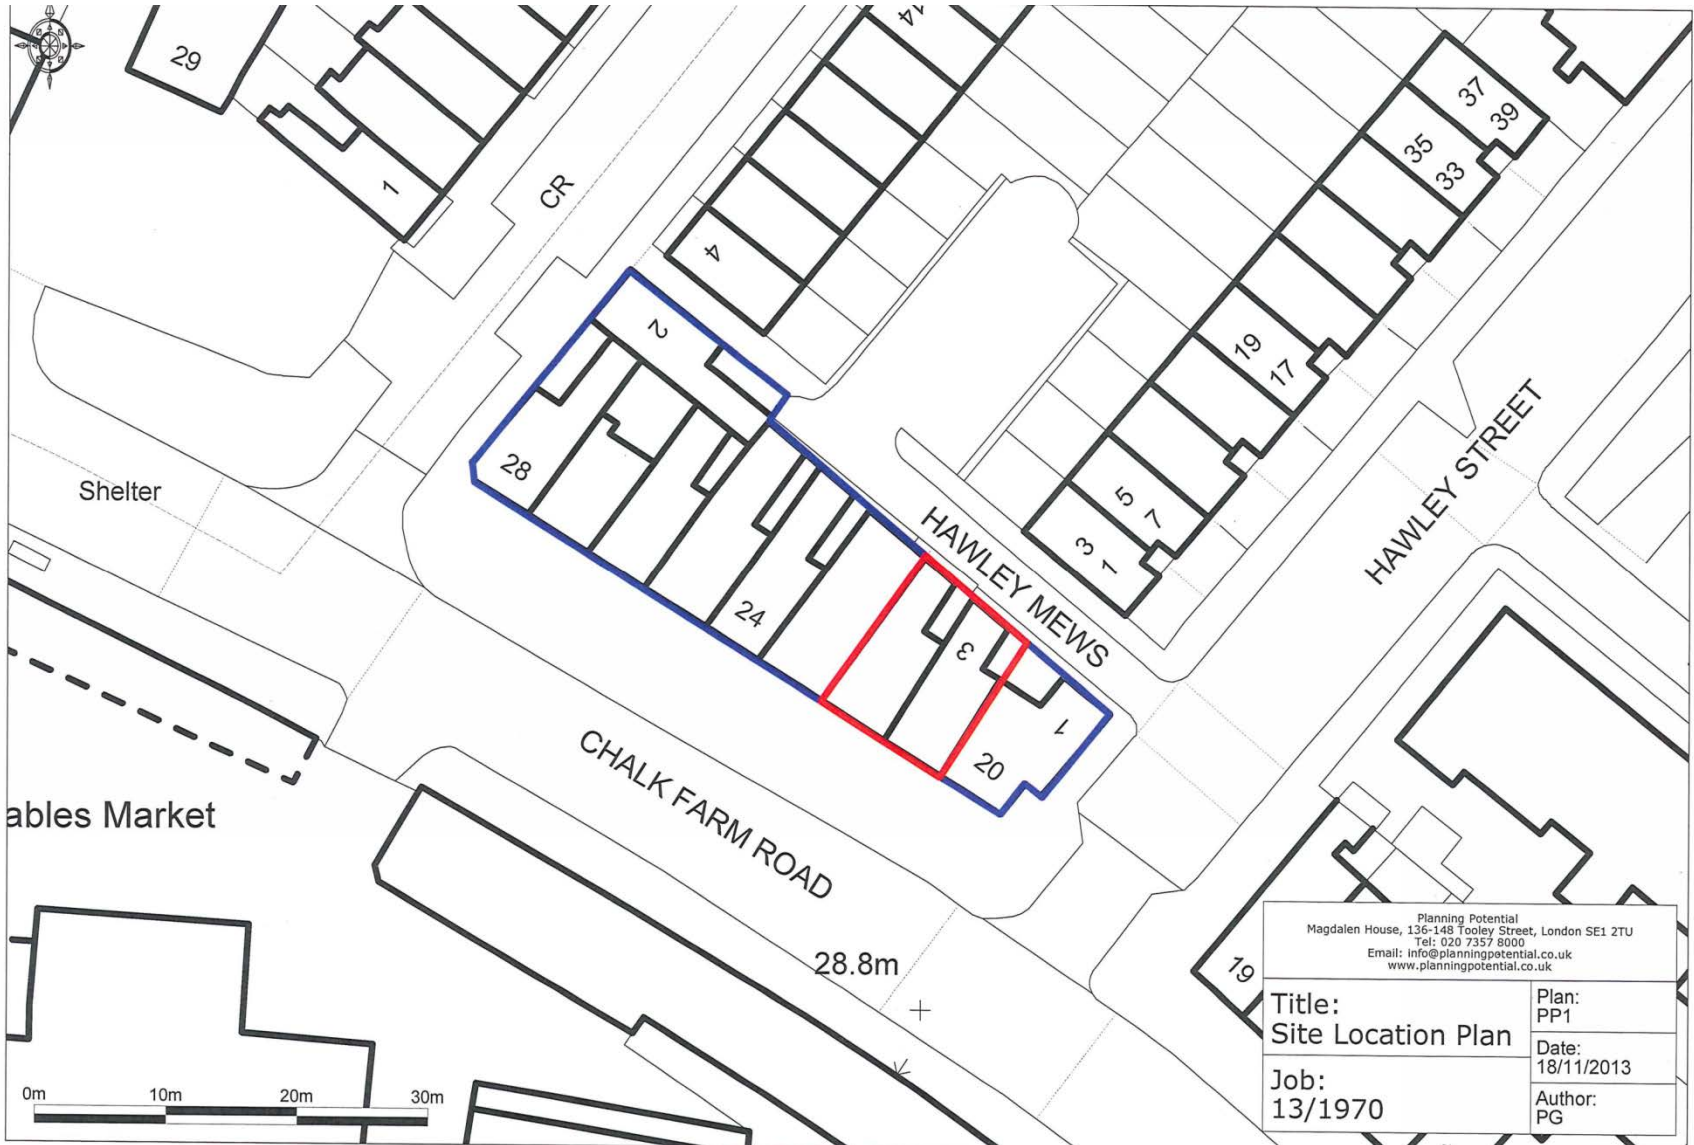 29
1
CR
14
4
2
28
24
3
1
20
37
39
35
33
19
17
5
7
3
1
HAWLEY STREET
HAWLEY MEWS
Shelter
CHALK FARM ROAD
ables Market
28.8m
19
0m 10m 20m 30m
Planning Potential
Magdalen House, 136-148 Tooley Street, London SE1 2TU
Tel: 020 7357 8000
Email: info@planningpotential.co.uk
www.planningpotential.co.uk
Title:
Site Location Plan
Job:
13/1970
Plan:
PP1
Date:
18/11/2013
Author:
PG